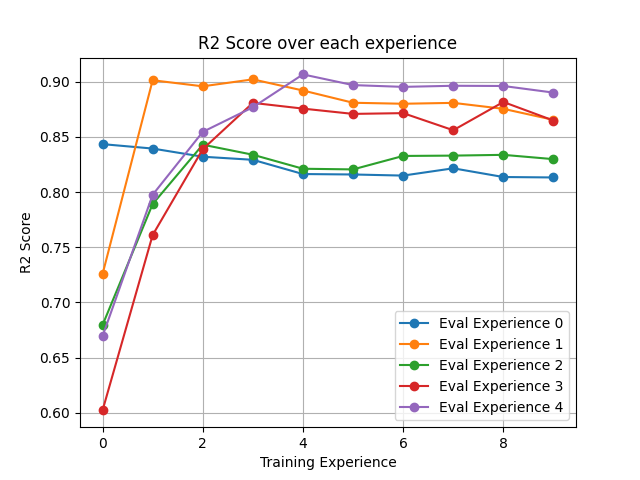 R2 Score over each experience
R2 Score
0.90
0.85
0.80
0.75
0.70
0.65
0.60
0 2 4 6 8
Training Experience
Eval Experience 0
Eval Experience 1
Eval Experience 2
Eval Experience 3
Eval Experience 4